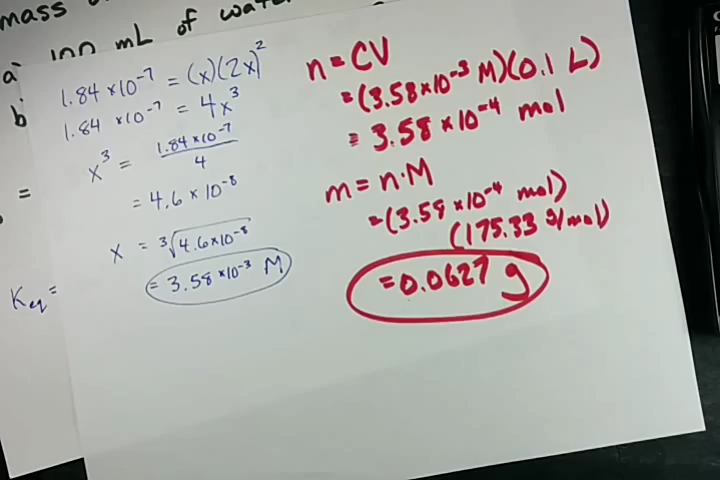 mass
a 100 mL of wat
b
=
Keq =
1.84 × 10⁻⁷ = (x)(2x)²
1.84 × 10⁻⁷ = 4x³
x³ = 1.84 × 10⁻⁷
4
= 4.6 × 10⁻⁸
x = ³√4.6×10⁻⁸
= 3.58 × 10⁻³ M
n = CV
= (3.58×10⁻³ M)(0.1 L)
= 3.58 × 10⁻⁴ mol
m = n·M
= (3.58 × 10⁻⁴ mol)
(175.33 g/mol)
= 0.0627 g